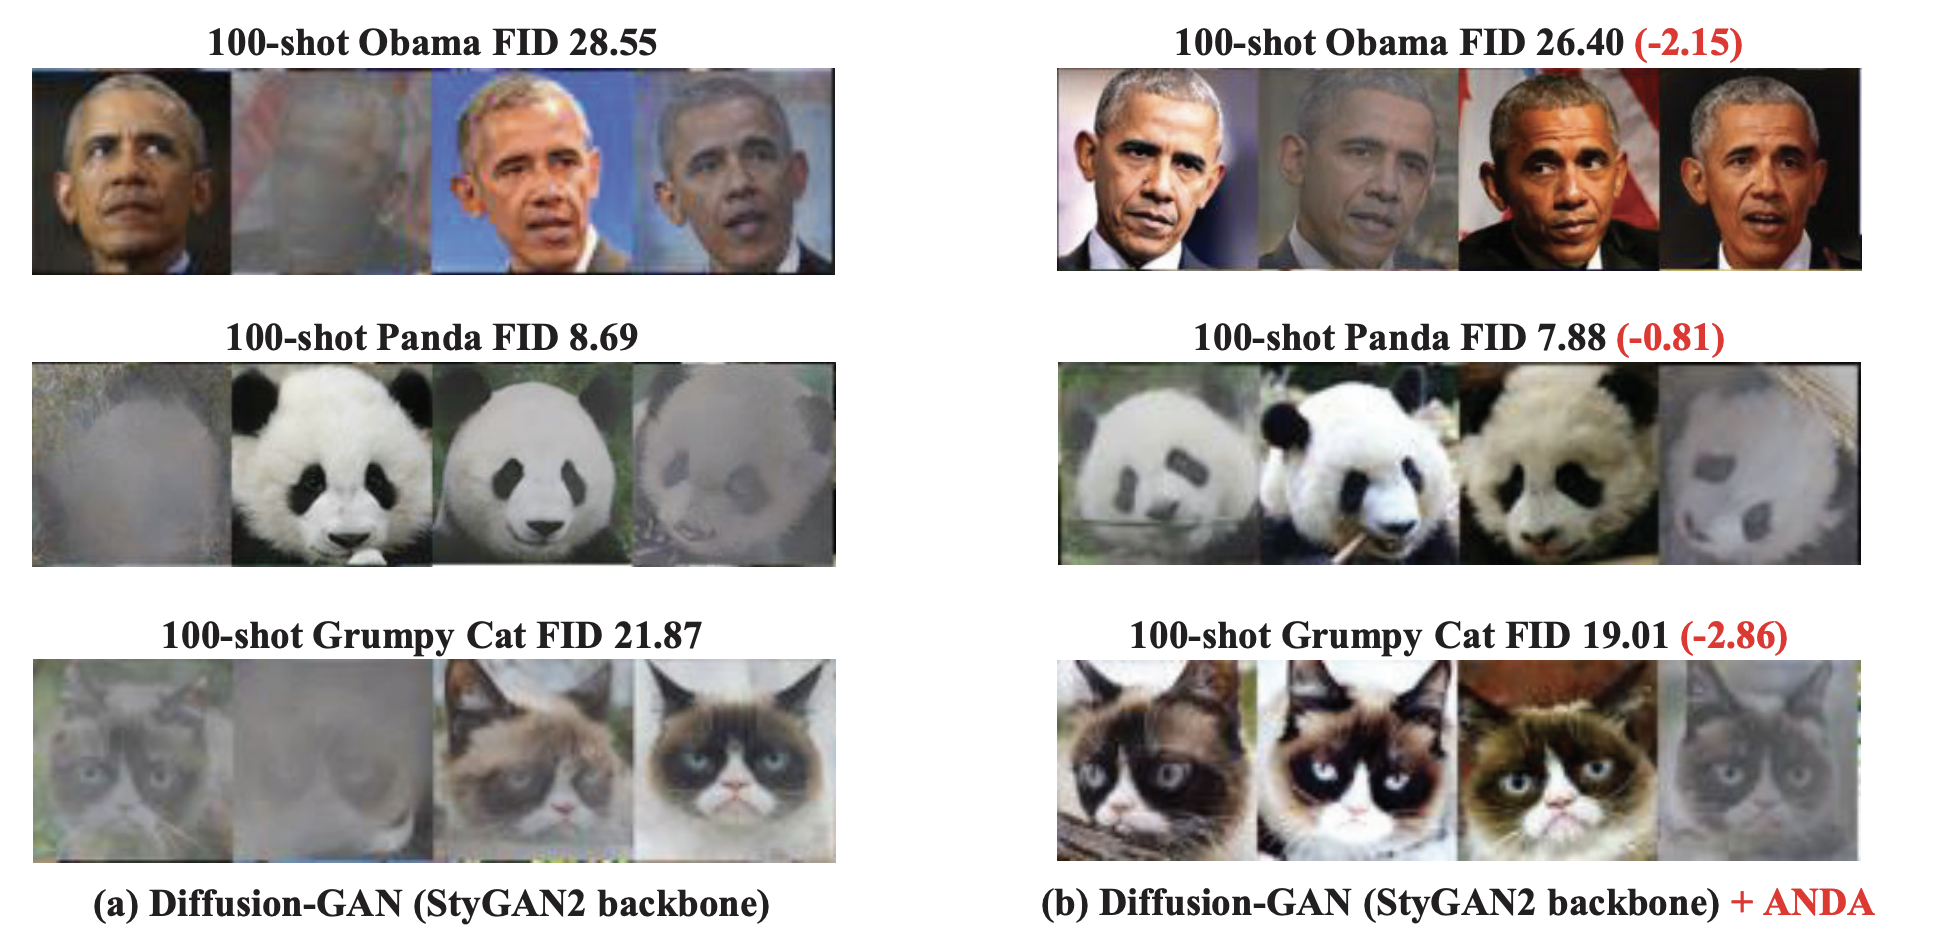 100-shot Obama FID 28.55
100-shot Obama FID 26.40 (-2.15)
100-shot Panda FID 8.69
100-shot Panda FID 7.88 (-0.81)
100-shot Grumpy Cat FID 21.87
100-shot Grumpy Cat FID 19.01 (-2.86)
(a) Diffusion-GAN (StyGAN2 backbone)
(b) Diffusion-GAN (StyGAN2 backbone) + ANDA